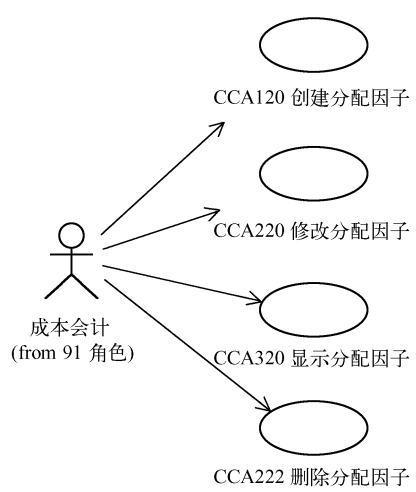 CCA120 创建分配因子
CCA220 修改分配因子
成本会计
(from 91 角色)
CCA320 显示分配因子
CCA222 删除分配因子